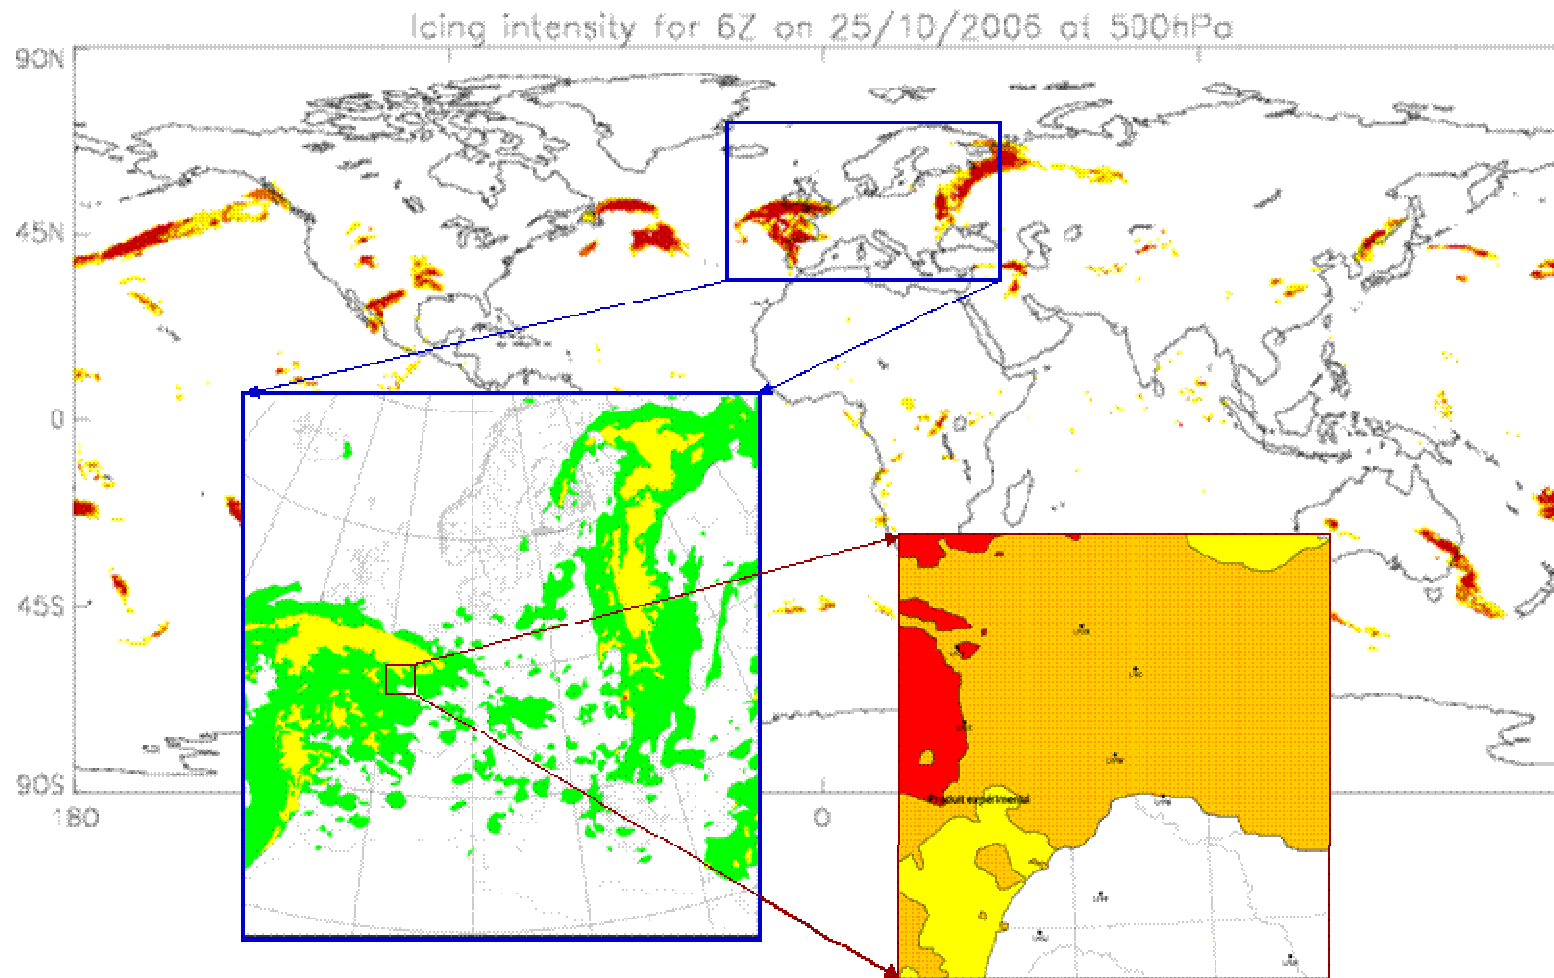 Icing intensity for 6Z on 25/10/2006 at 500hPa
90N
45N
0
45S
90S
180
0
Produit experimental